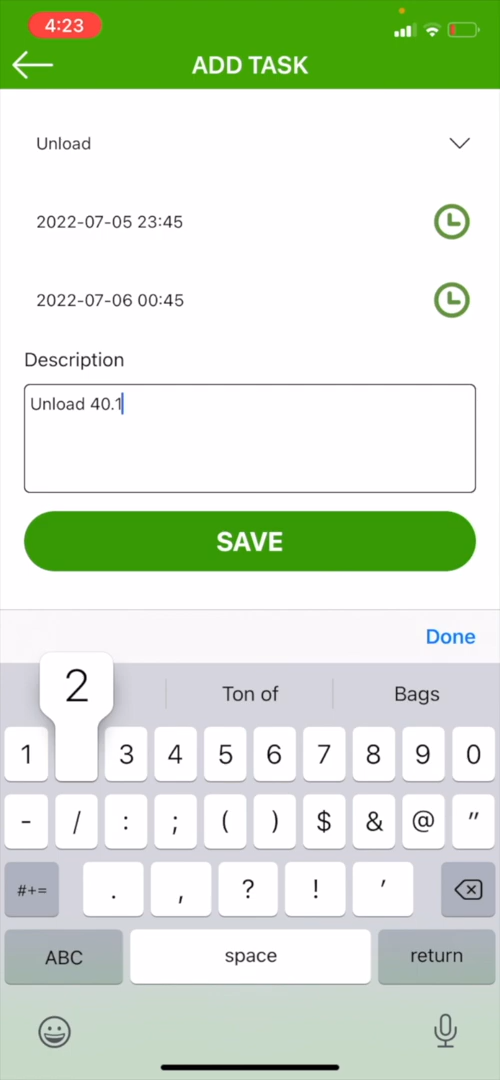 4:23
ADD TASK
Unload
2022-07-05 23:45
2022-07-06 00:45
Description
Unload 40.1
SAVE
Done
2
Ton of
Bags
1 3 4 5 6 7 8 9 0
- / : ; ( ) $ & @ "
#+= . , ? ! '
ABC space return